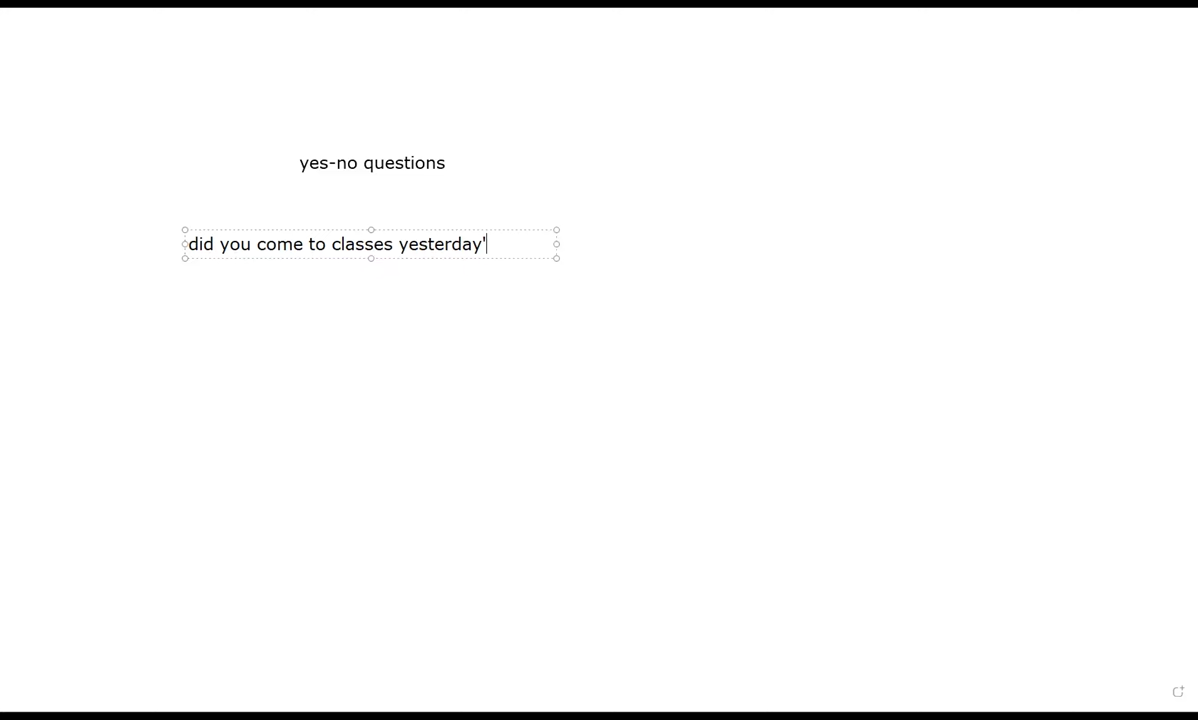 yes-no questions
did you come to classes yesterday'